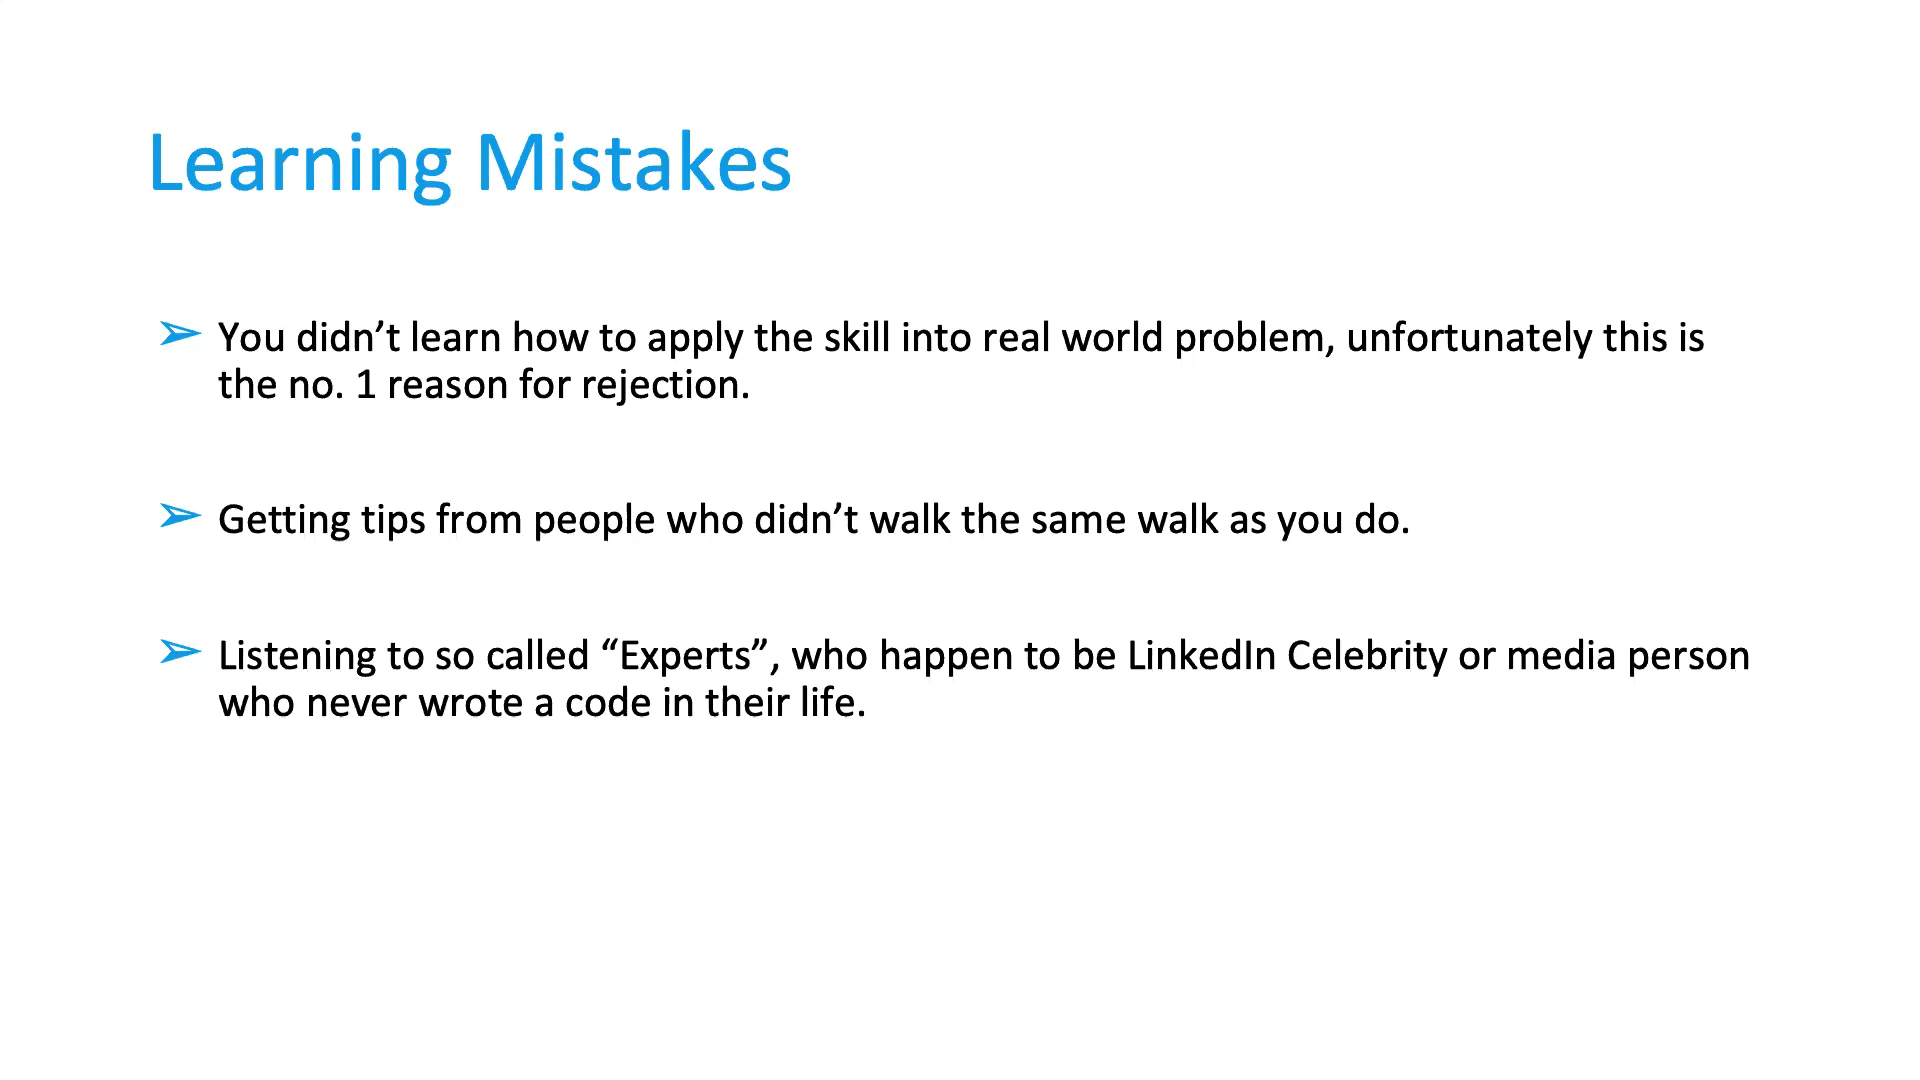 Learning Mistakes
➢ You didn’t learn how to apply the skill into real world problem, unfortunately this is
the no. 1 reason for rejection.
➢ Getting tips from people who didn’t walk the same walk as you do.
➢ Listening to so called “Experts”, who happen to be LinkedIn Celebrity or media person
who never wrote a code in their life.